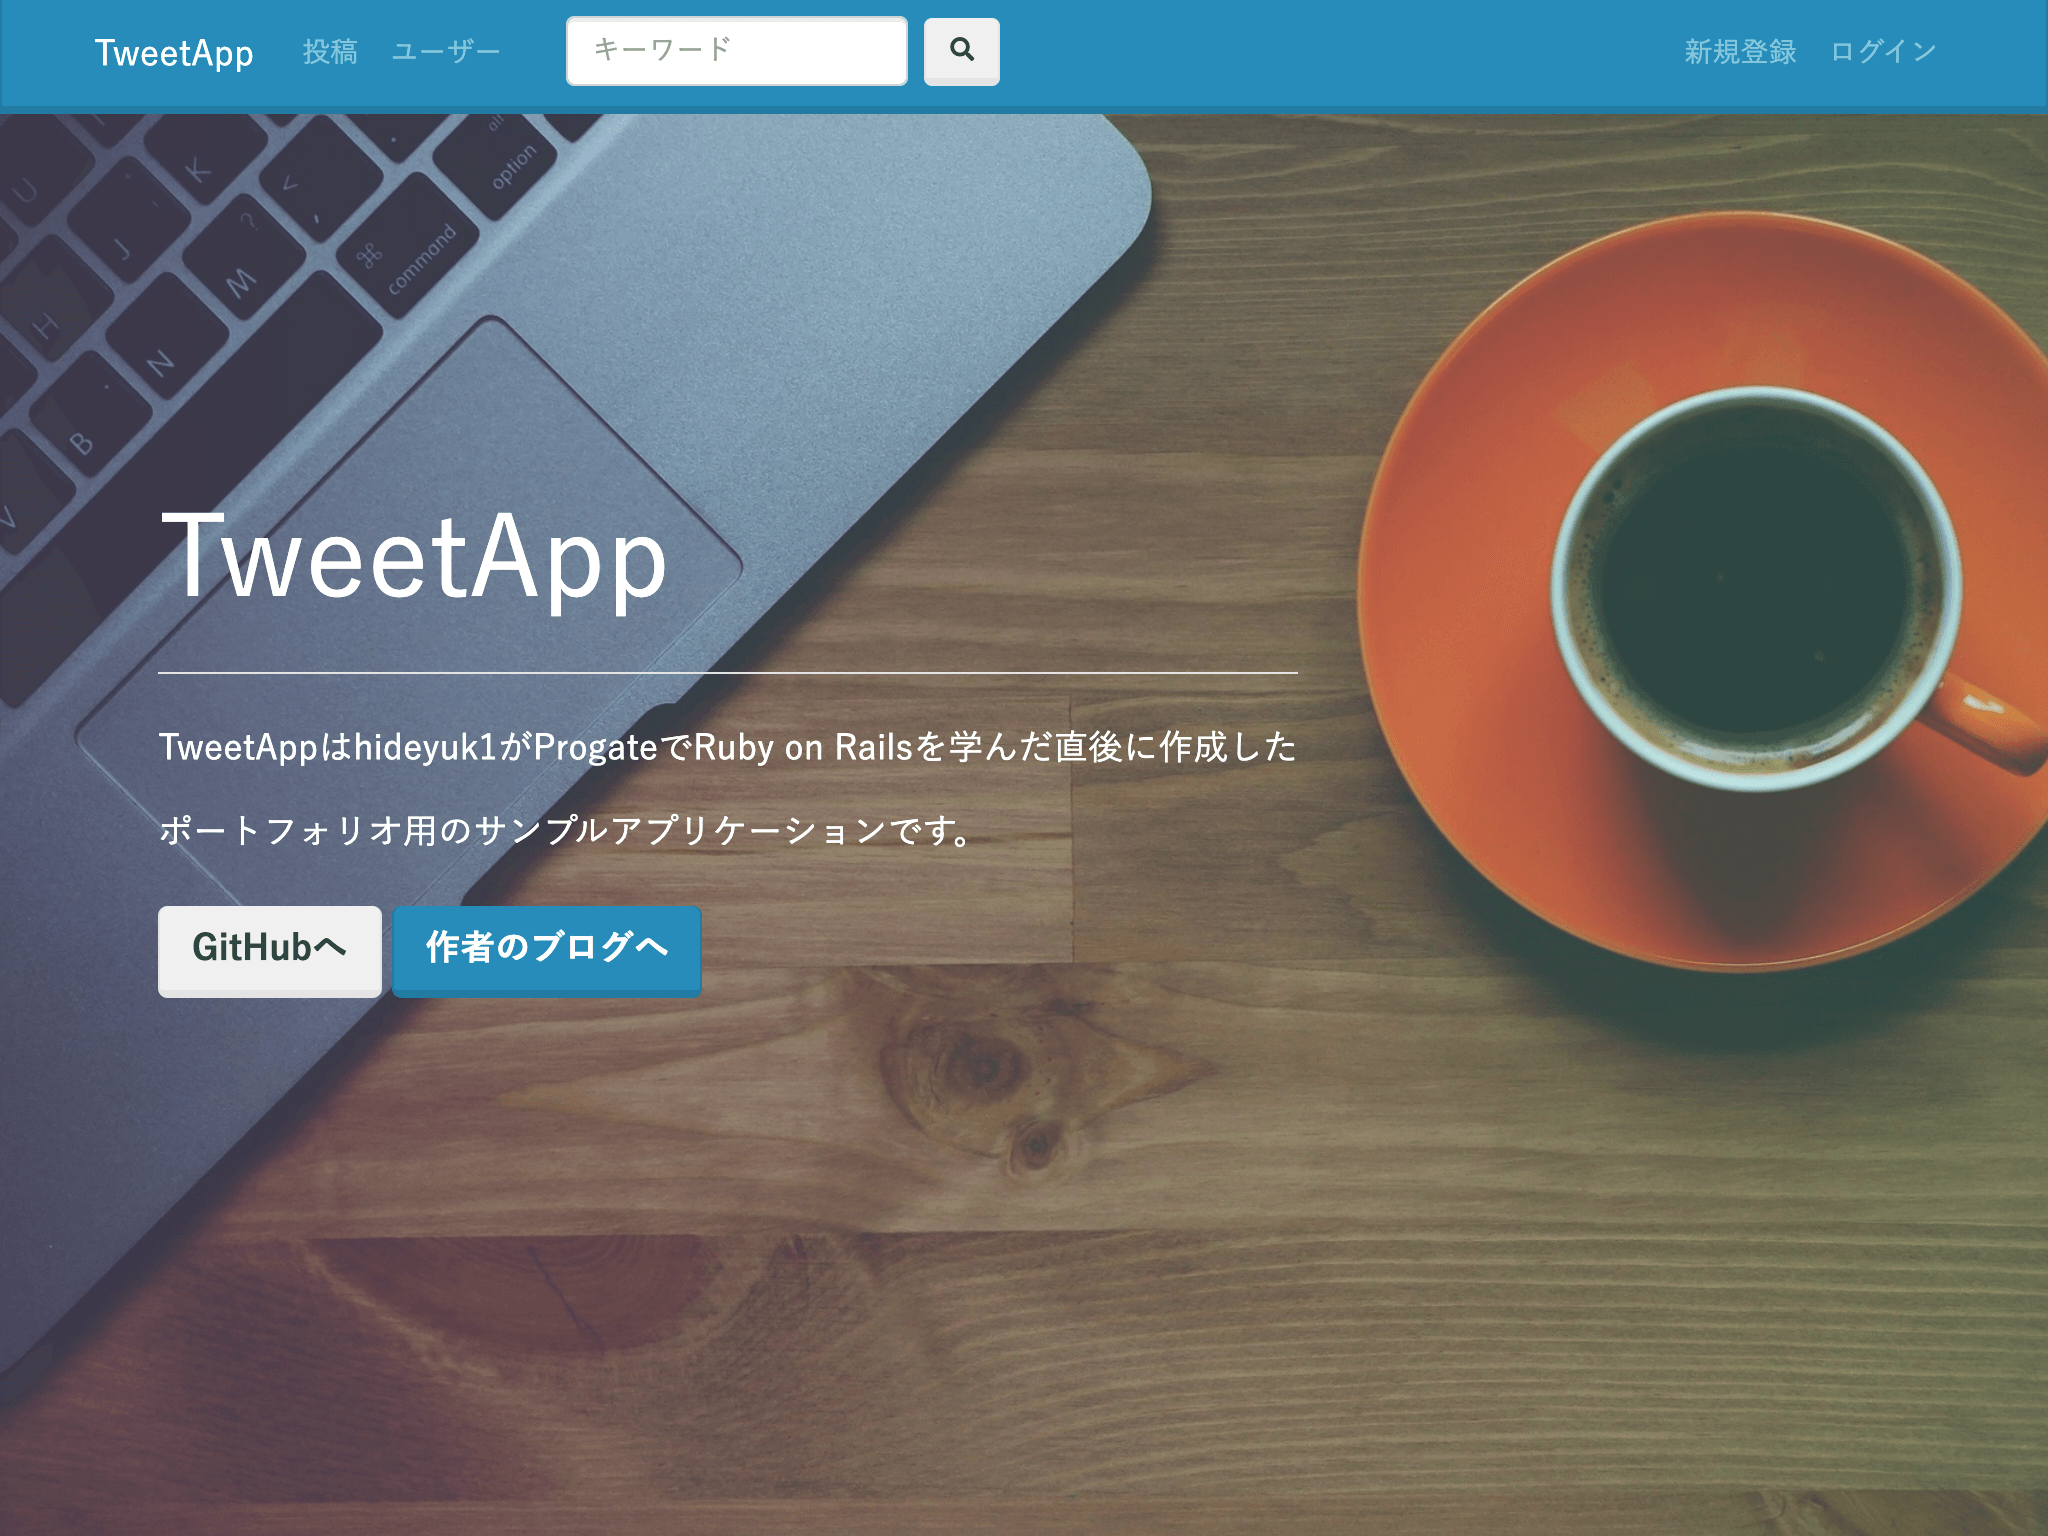 TweetApp 投稿 ユーザー キーワード 新規登録 ログイン
alt
option
command
U
K
<
,
J
?
M
H
N
B
V
TweetApp
TweetAppはhideyuk1がProgateでRuby on Railsを学んだ直後に作成した
ポートフォリオ用のサンプルアプリケーションです。
GitHubへ 作者のブログへ